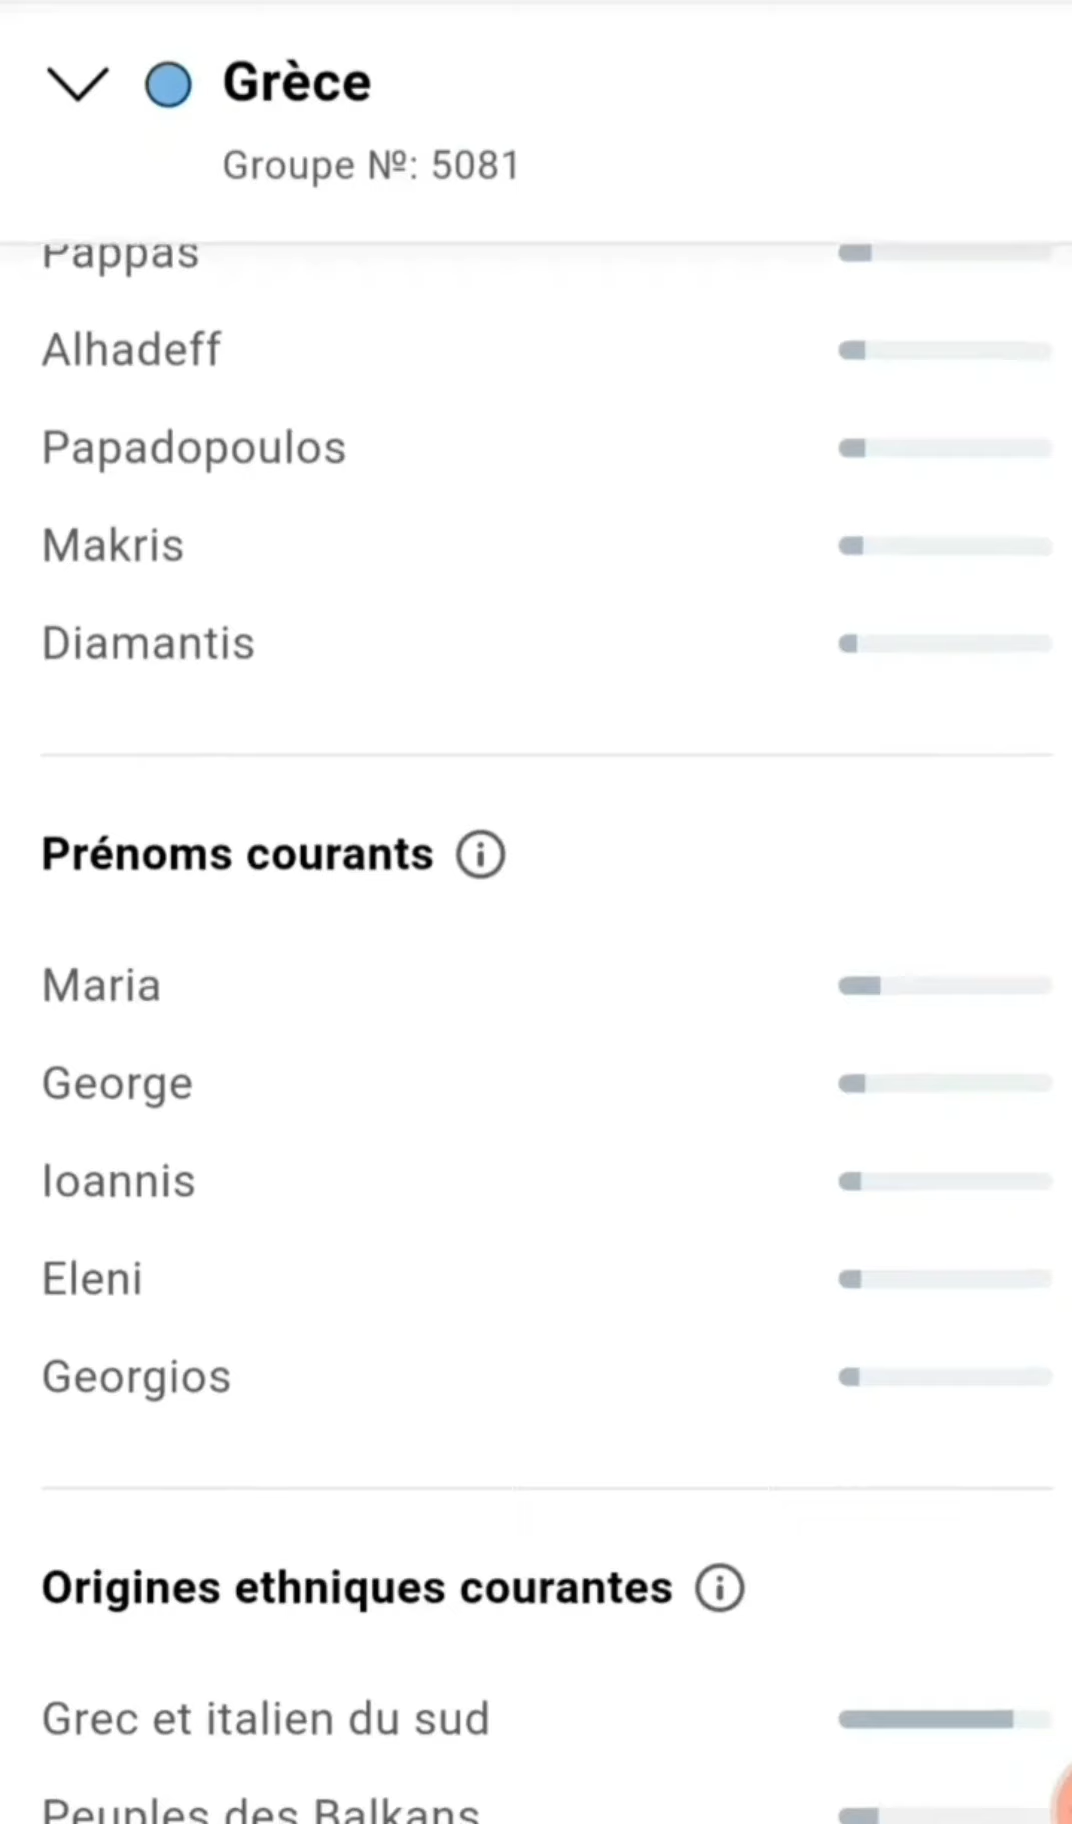 Grèce
Groupe Nº: 5081
Pappas
Alhadeff
Papadopoulos
Makris
Diamantis
Prénoms courants
Maria
George
Ioannis
Eleni
Georgios
Origines ethniques courantes
Grec et italien du sud
Peuples des Balkans